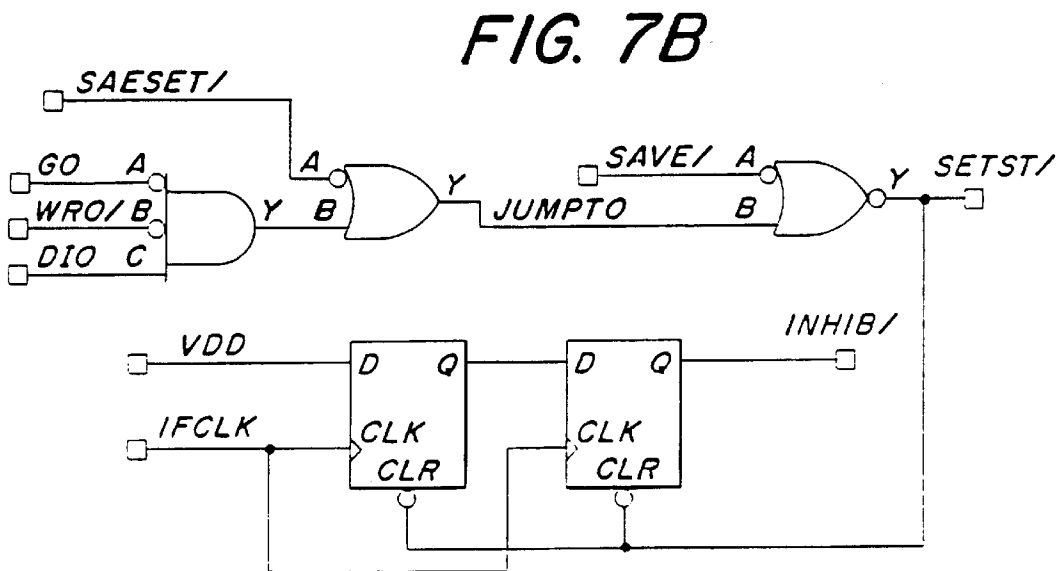 FIG. 7B
SAESET/
GO A
WRO/ B
DIO C
Y
A
B
Y
JUMPTO
SAVE/ A
B
Y
SETST/
VDD
D Q
CLK
CLR
D Q
CLK
CLR
INHIB/
IFCLK